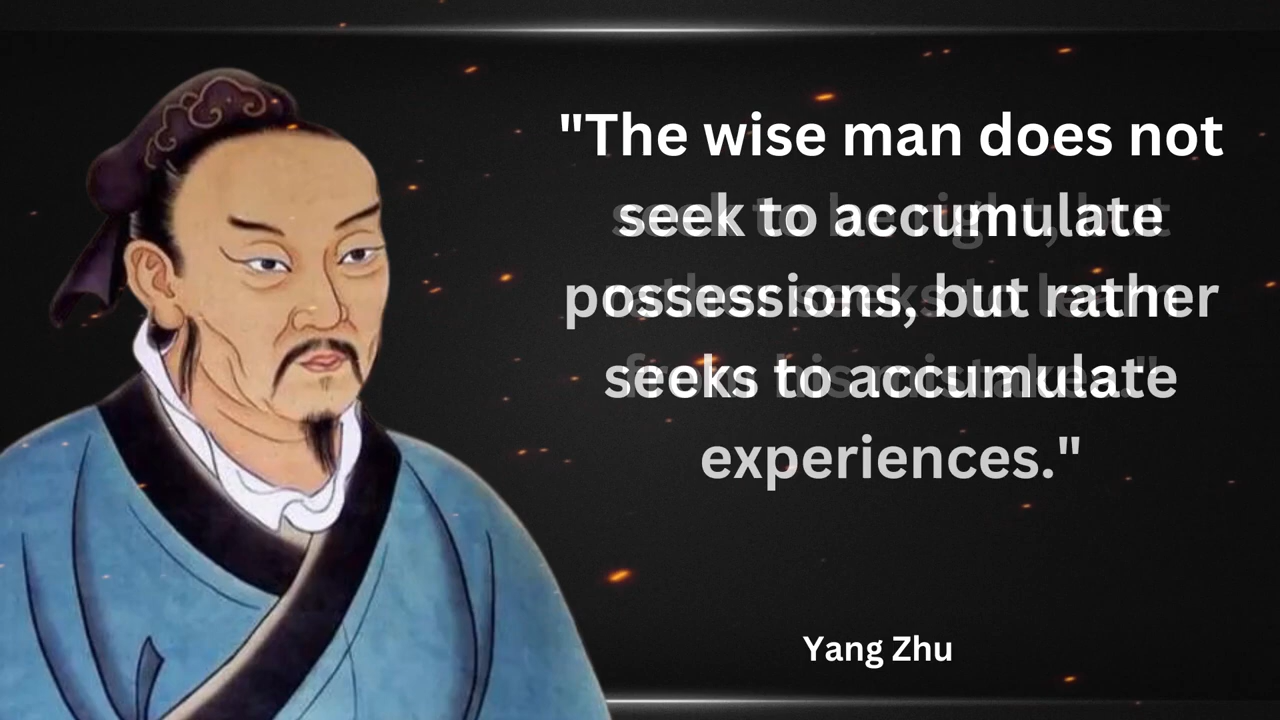 "The wise man does not
seek to accumulate
possessions, but rather
seeks to accumulate
experiences."
Yang Zhu